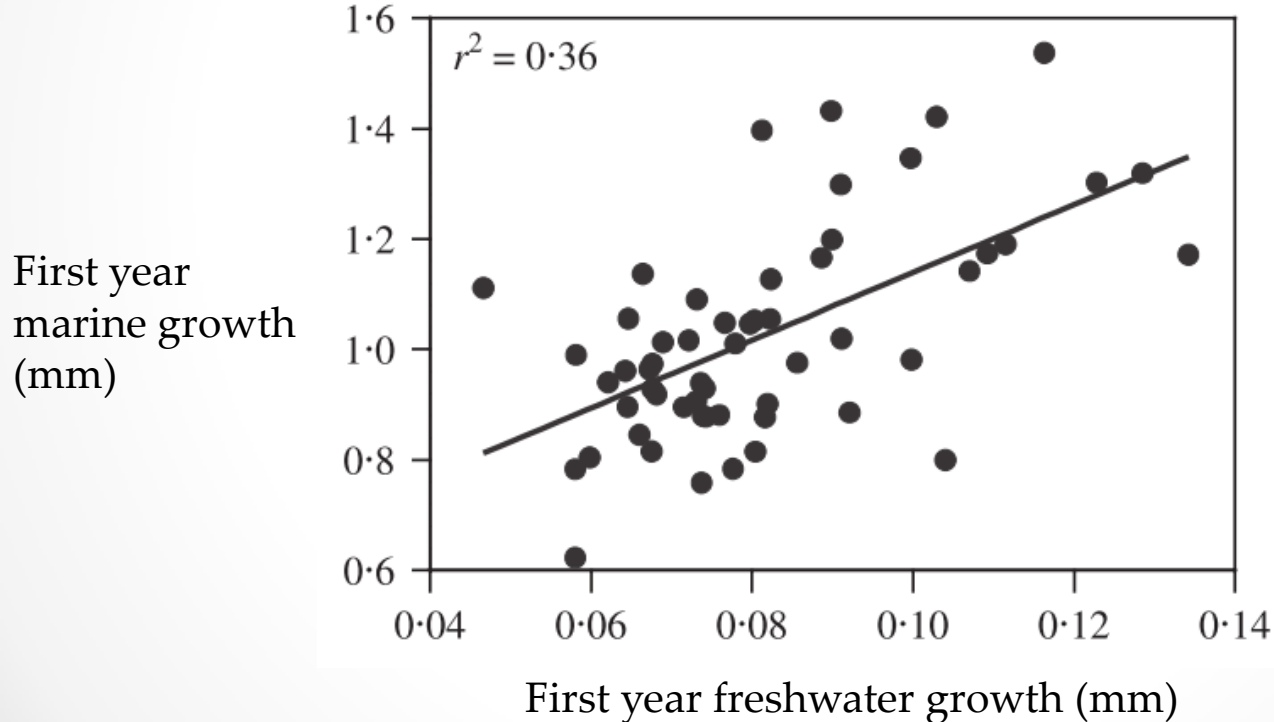 1·6
r² = 0·36
1·4
1·2
First year
marine growth
(mm)
1·0
0·8
0·6
0·04 0·06 0·08 0·10 0·12 0·14
First year freshwater growth (mm)